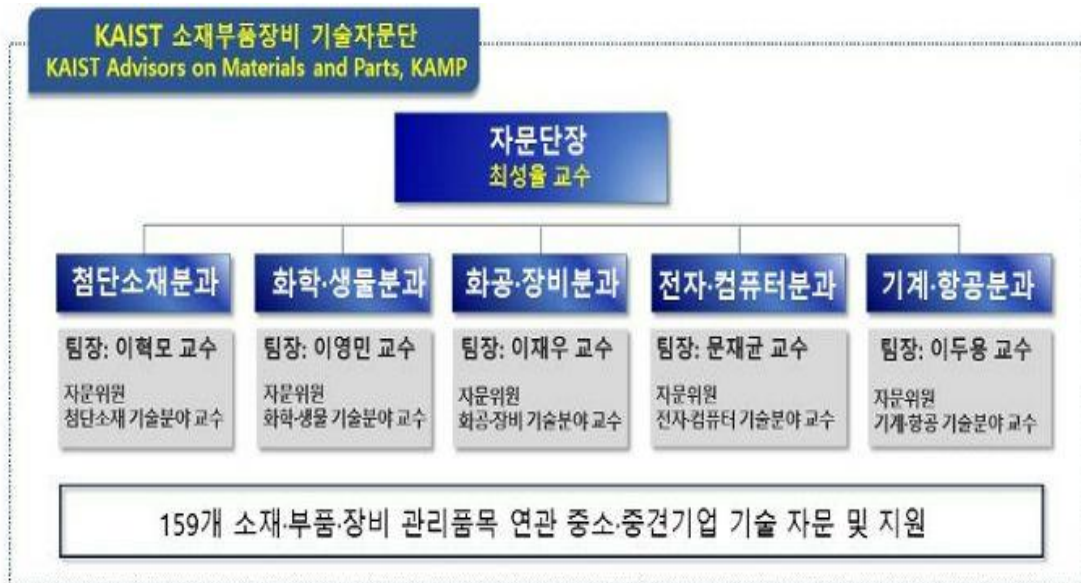 KAIST 소재부품장비 기술자문단
KAIST Advisors on Materials and Parts, KAMP
자문단장
최성율 교수
첨단소재분과
팀장: 이혁모 교수
자문위원
첨단소재 기술분야 교수
화학·생물분과
팀장: 이영민 교수
자문위원
화학·생물 기술분야 교수
화공·장비분과
팀장: 이재우 교수
자문위원
화공·장비 기술분야 교수
전자·컴퓨터분과
팀장: 문재균 교수
자문위원
전자·컴퓨터 기술분야 교수
기계·항공분과
팀장: 이두용 교수
자문위원
기계·항공 기술분야 교수
159개 소재·부품·장비 관리품목 연관 중소·중견기업 기술 자문 및 지원